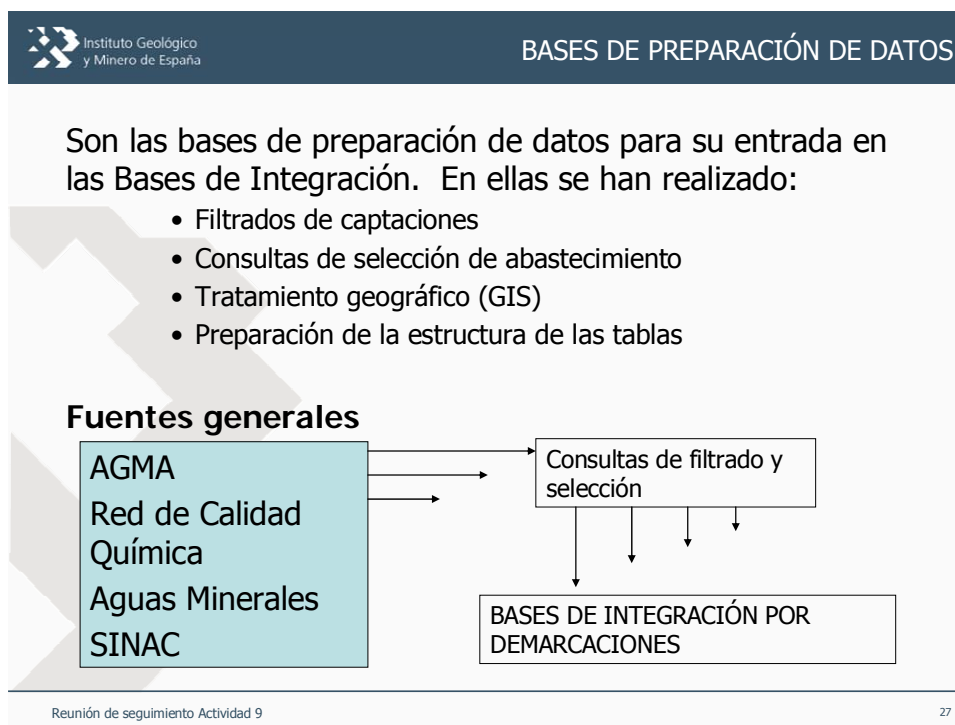 Instituto Geológico
y Minero de España
BASES DE PREPARACIÓN DE DATOS
Son las bases de preparación de datos para su entrada en
las Bases de Integración. En ellas se han realizado:
• Filtrados de captaciones
• Consultas de selección de abastecimiento
• Tratamiento geográfico (GIS)
• Preparación de la estructura de las tablas
Fuentes generales
AGMA
Red de Calidad
Química
Aguas Minerales
SINAC
Consultas de filtrado y
selección
BASES DE INTEGRACIÓN POR
DEMARCACIONES
Reunión de seguimiento Actividad 9
27